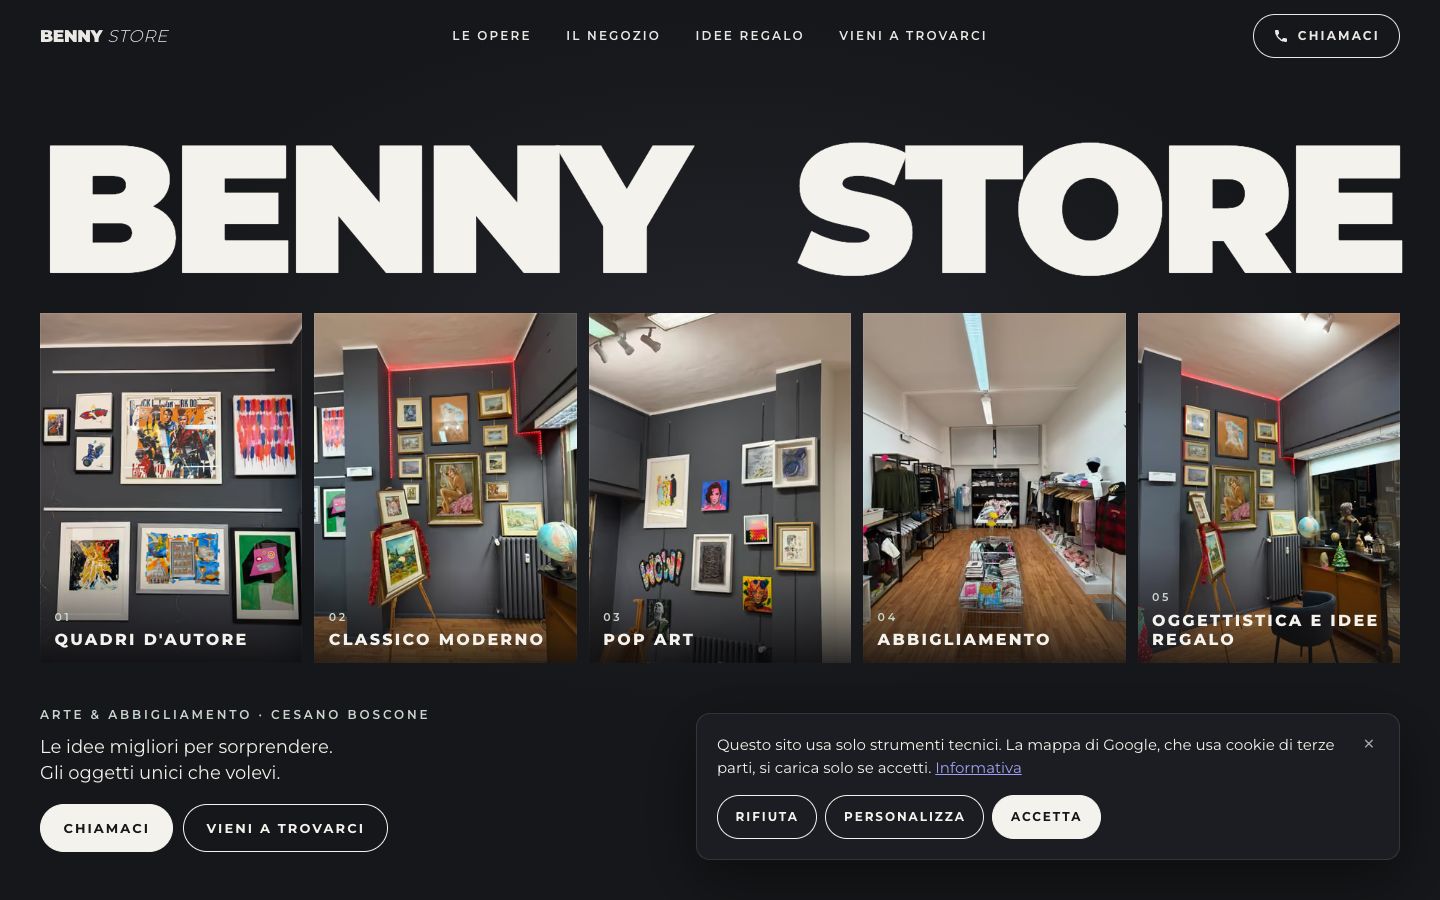 BENNY STORE
LE OPERE
IL NEGOZIO
IDEE REGALO
VIENI A TROVARCI
CHIAMACI
BENNY STORE
01
QUADRI D'AUTORE
02
CLASSICO MODERNO
03
POP ART
04
ABBIGLIAMENTO
05
OGGETTISTICA E IDEE
REGALO
ARTE & ABBIGLIAMENTO · CESANO BOSCONE
Le idee migliori per sorprendere.
Gli oggetti unici che volevi.
CHIAMACI
VIENI A TROVARCI
Questo sito usa solo strumenti tecnici. La mappa di Google, che usa cookie di terze
parti, si carica solo se accetti. Informativa
×
RIFIUTA
PERSONALIZZA
ACCETTA